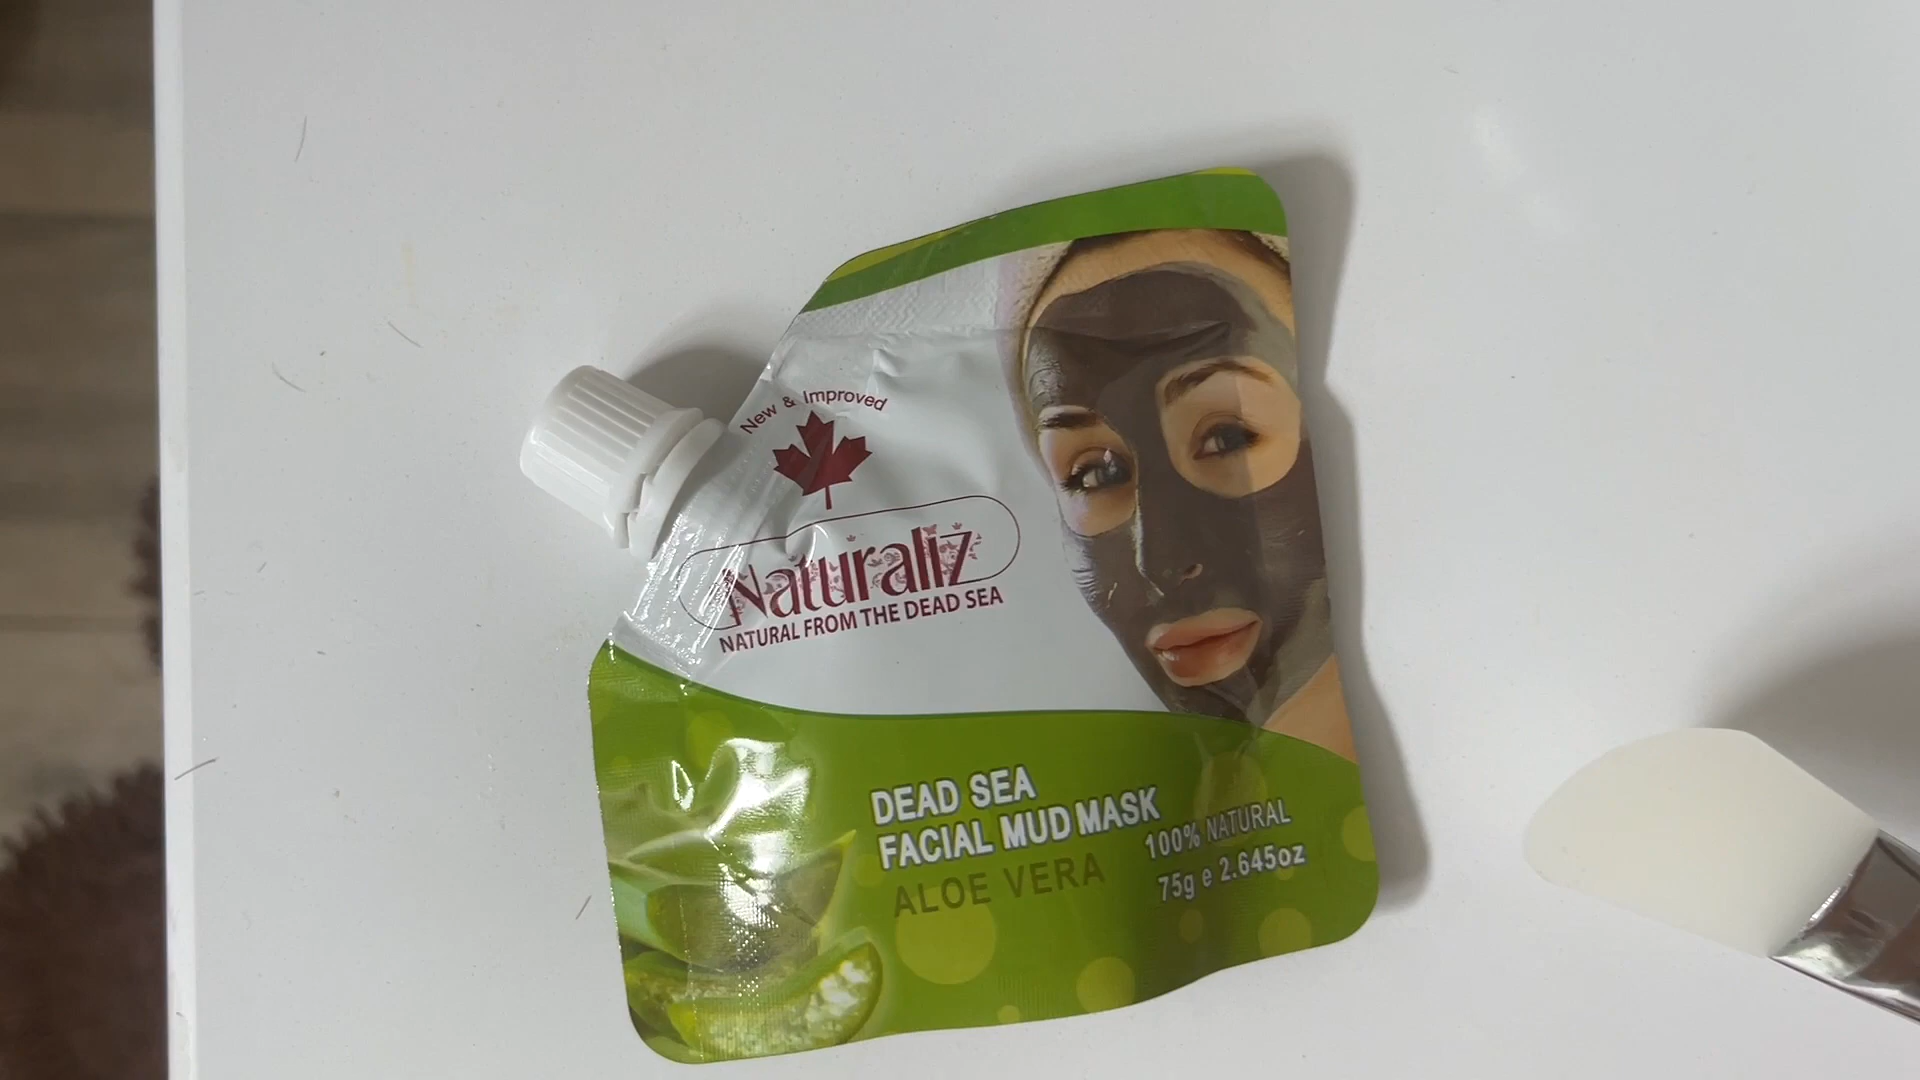 New & Improved
Naturaliz
NATURAL FROM THE DEAD SEA
DEAD SEA
FACIAL MUD MASK
ALOE VERA
100% NATURAL
75g e 2.645oz